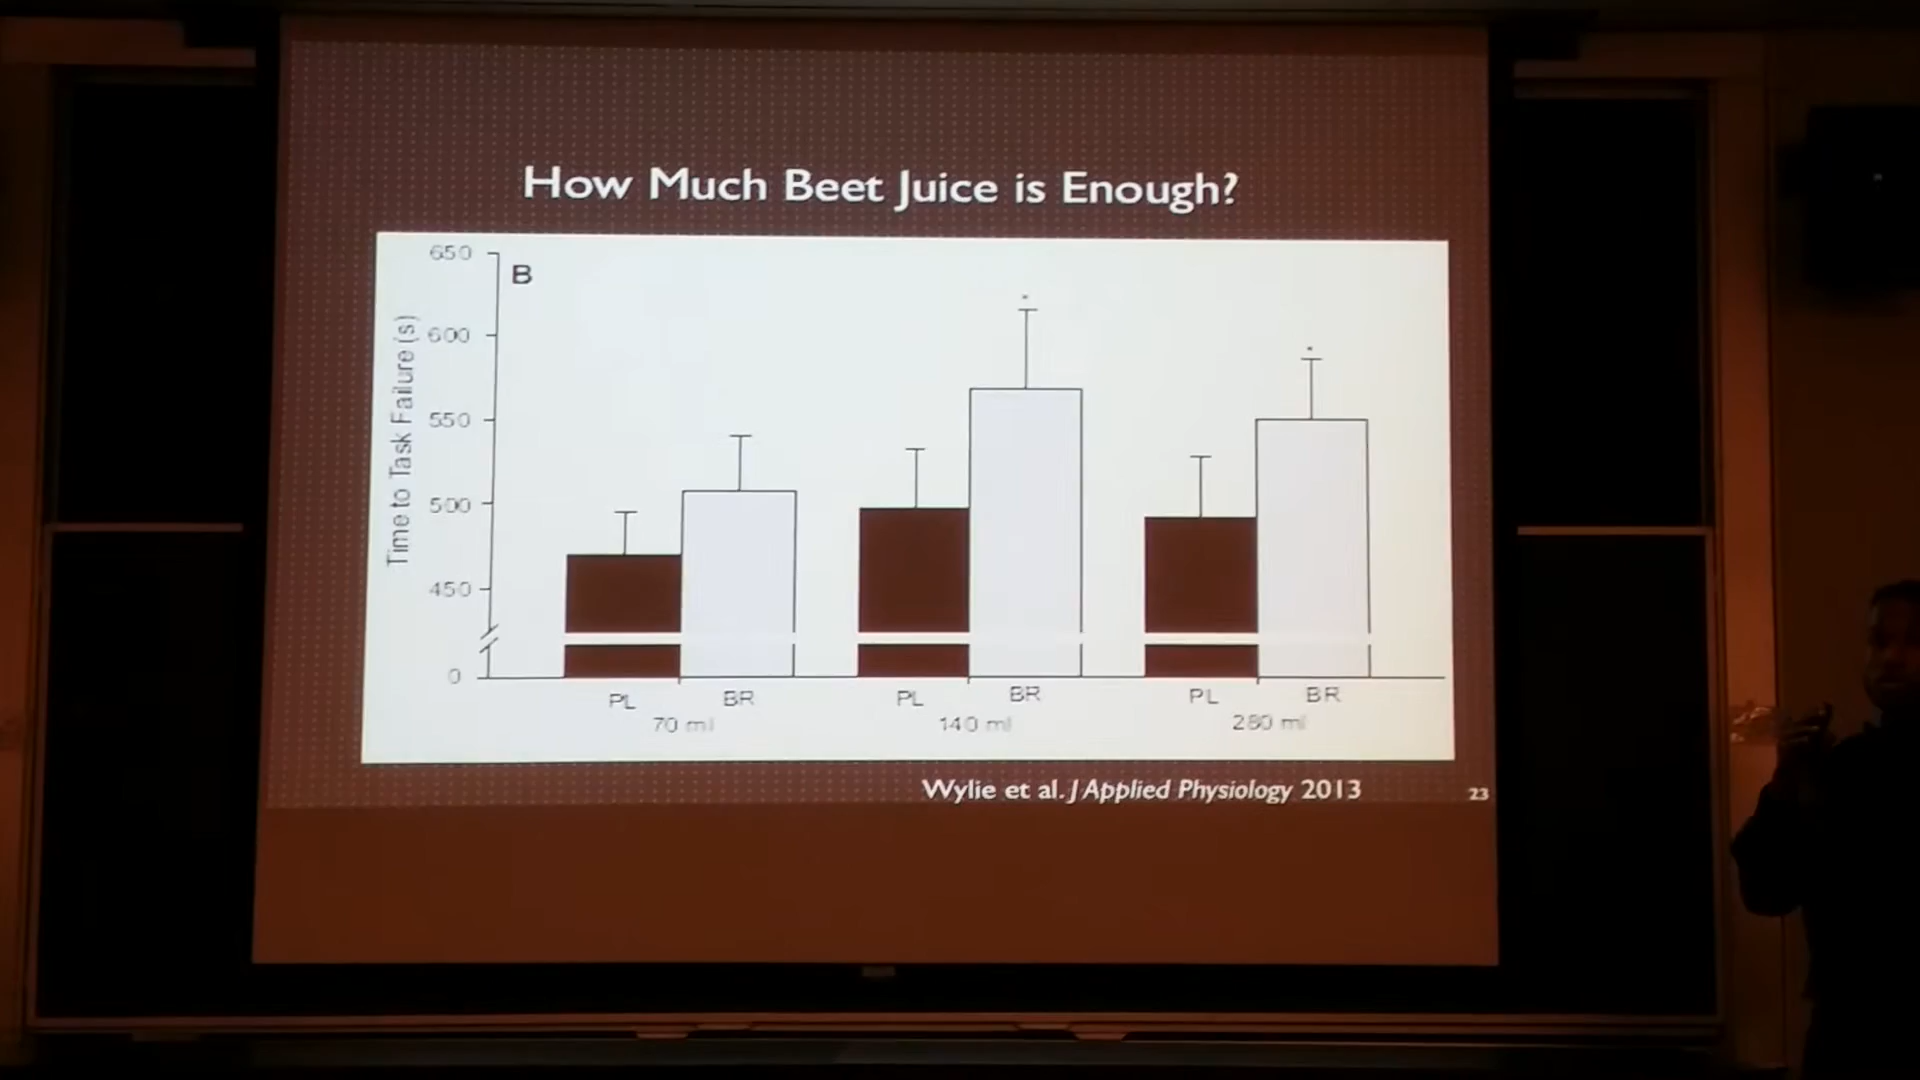 How Much Beet Juice is Enough?
B
Time to Task Failure (s)
650
600
550
500
450
0
PL BR PL BR PL BR
70 ml 140 ml 280 ml
Wylie et al. J Applied Physiology 2013
23